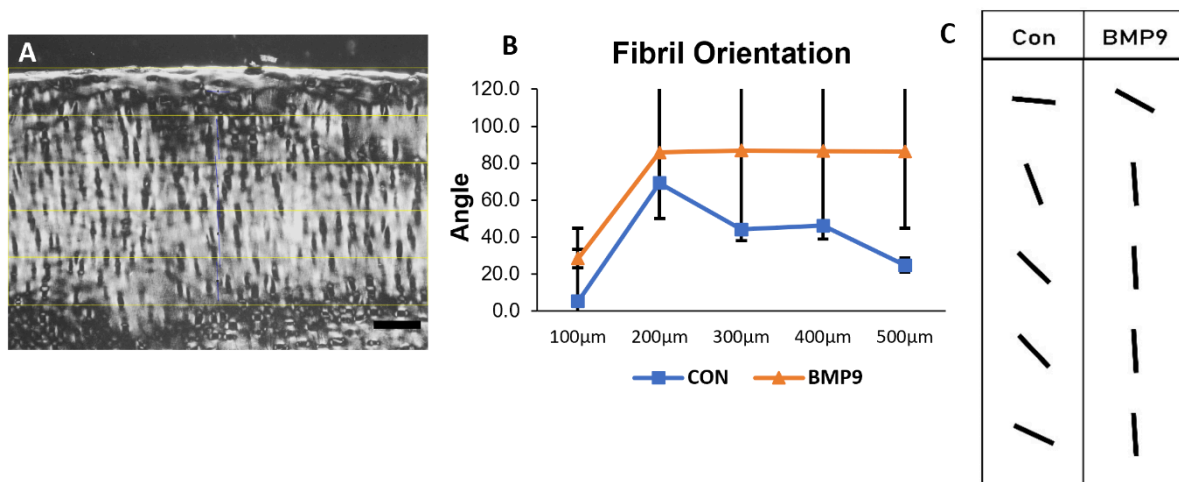 A
B
Fibril Orientation
Angle
120.0
100.0
80.0
60.0
40.0
20.0
0.0
100µm 200µm 300µm 400µm 500µm
CON BMP9
C
Con BMP9